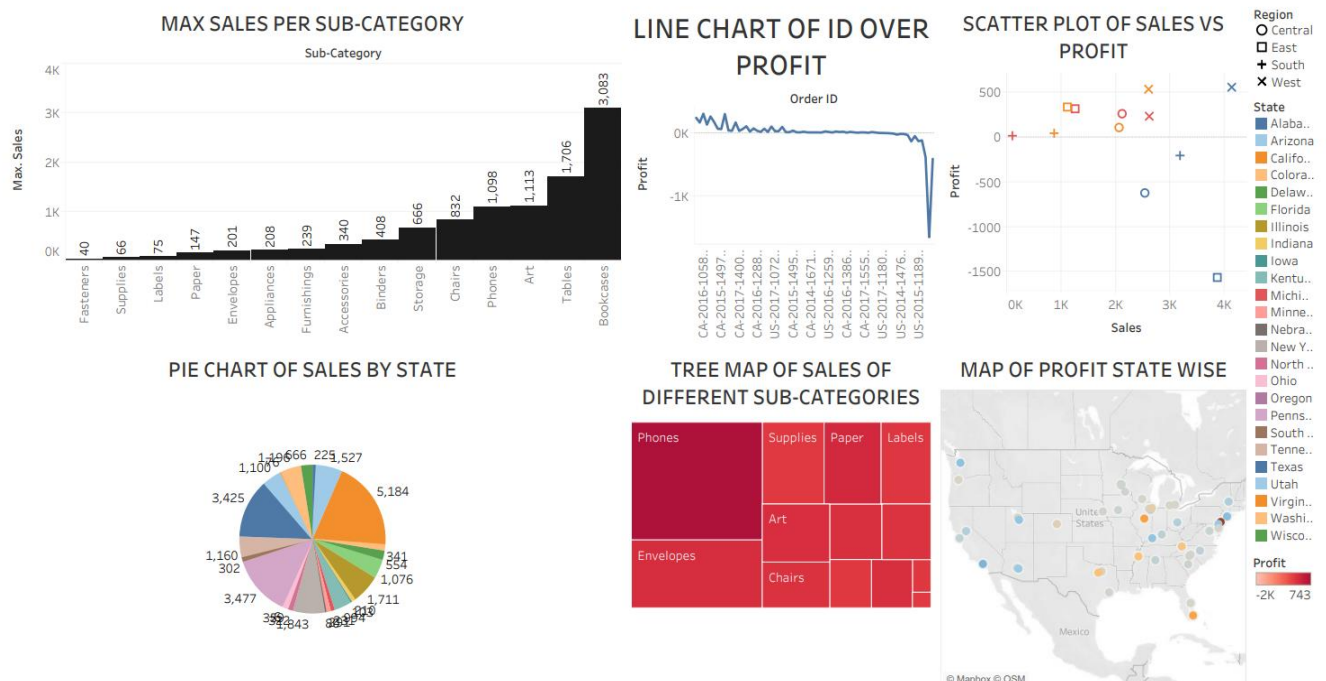 MAX SALES PER SUB-CATEGORY
Sub-Category
Max. Sales
4K
3K
2K
1K
0K
40
66
75
147
201
208
239
340
408
666
832
1,098
1,113
1,706
3,083
Fasteners
Supplies
Labels
Paper
Envelopes
Appliances
Furnishings
Accessories
Binders
Storage
Chairs
Phones
Art
Tables
Bookcases
LINE CHART OF ID OVER
PROFIT
Order ID
Profit
0K
-1K
CA-2016-1058..
CA-2015-1497..
CA-2017-1400..
CA-2016-1288..
US-2017-1072..
CA-2015-1495..
CA-2014-1671..
US-2016-1259..
CA-2016-1386..
CA-2017-1555..
US-2017-1180..
US-2014-1476..
US-2015-1189..
SCATTER PLOT OF SALES VS
PROFIT
Profit
500
0
-500
-1000
-1500
0K
1K
2K
3K
4K
Sales
Region
Central
East
South
West
State
Alaba..
Arizona
Califo..
Colora..
Delaw..
Florida
Illinois
Indiana
Iowa
Kentu..
Michi..
Minne..
Nebra..
New Y..
North ..
Ohio
Oregon
Penns..
South ..
Tenne..
Texas
Utah
Virgin..
Washi..
Wisco..
Profit
-2K 743
PIE CHART OF SALES BY STATE
666
225
1,527
1,100
5,184
3,425
1,160
302
341
554
1,076
3,477
1,711
1,843
TREE MAP OF SALES OF
DIFFERENT SUB-CATEGORIES
Phones
Supplies
Paper
Labels
Art
Envelopes
Chairs
MAP OF PROFIT STATE WISE
United
States
Mexico
© Mapbox © OSM